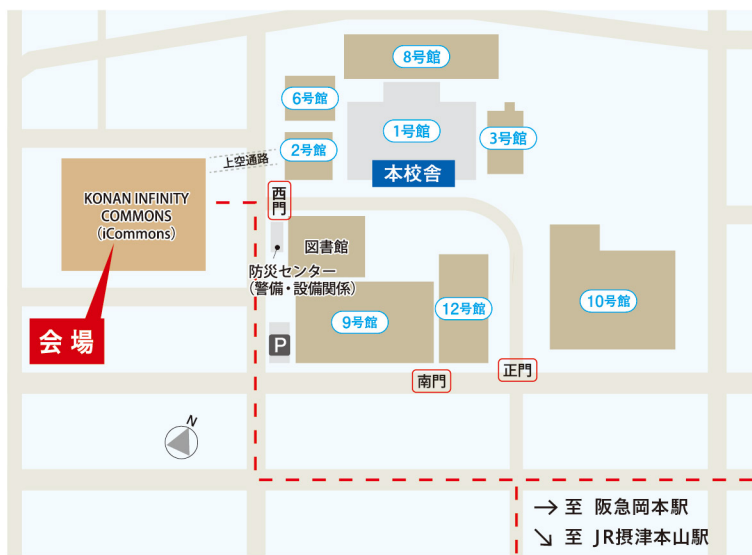 8号館
6号館
1号館
3号館
2号館
上空通路
本校舎
KONAN INFINITY
COMMONS
(iCommons)
西門
図書館
防災センター
(警備・設備関係)
10号館
12号館
9号館
会場
P
正門
南門
N
→ 至 阪急岡本駅
↘ 至 JR摂津本山駅